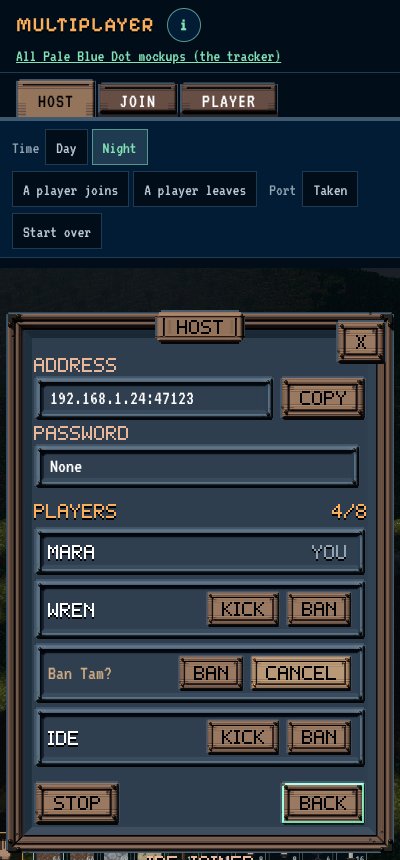 MULTIPLAYER i
All Pale Blue Dot mockups (the tracker)
HOST JOIN PLAYER
Time Day Night
A player joins A player leaves Port Taken
Start over
HOST
X
ADDRESS
192.168.1.24:47123 COPY
PASSWORD
None
PLAYERS 4/8
MARA YOU
WREN KICK BAN
Ban Tam? BAN CANCEL
IDE KICK BAN
STOP BACK